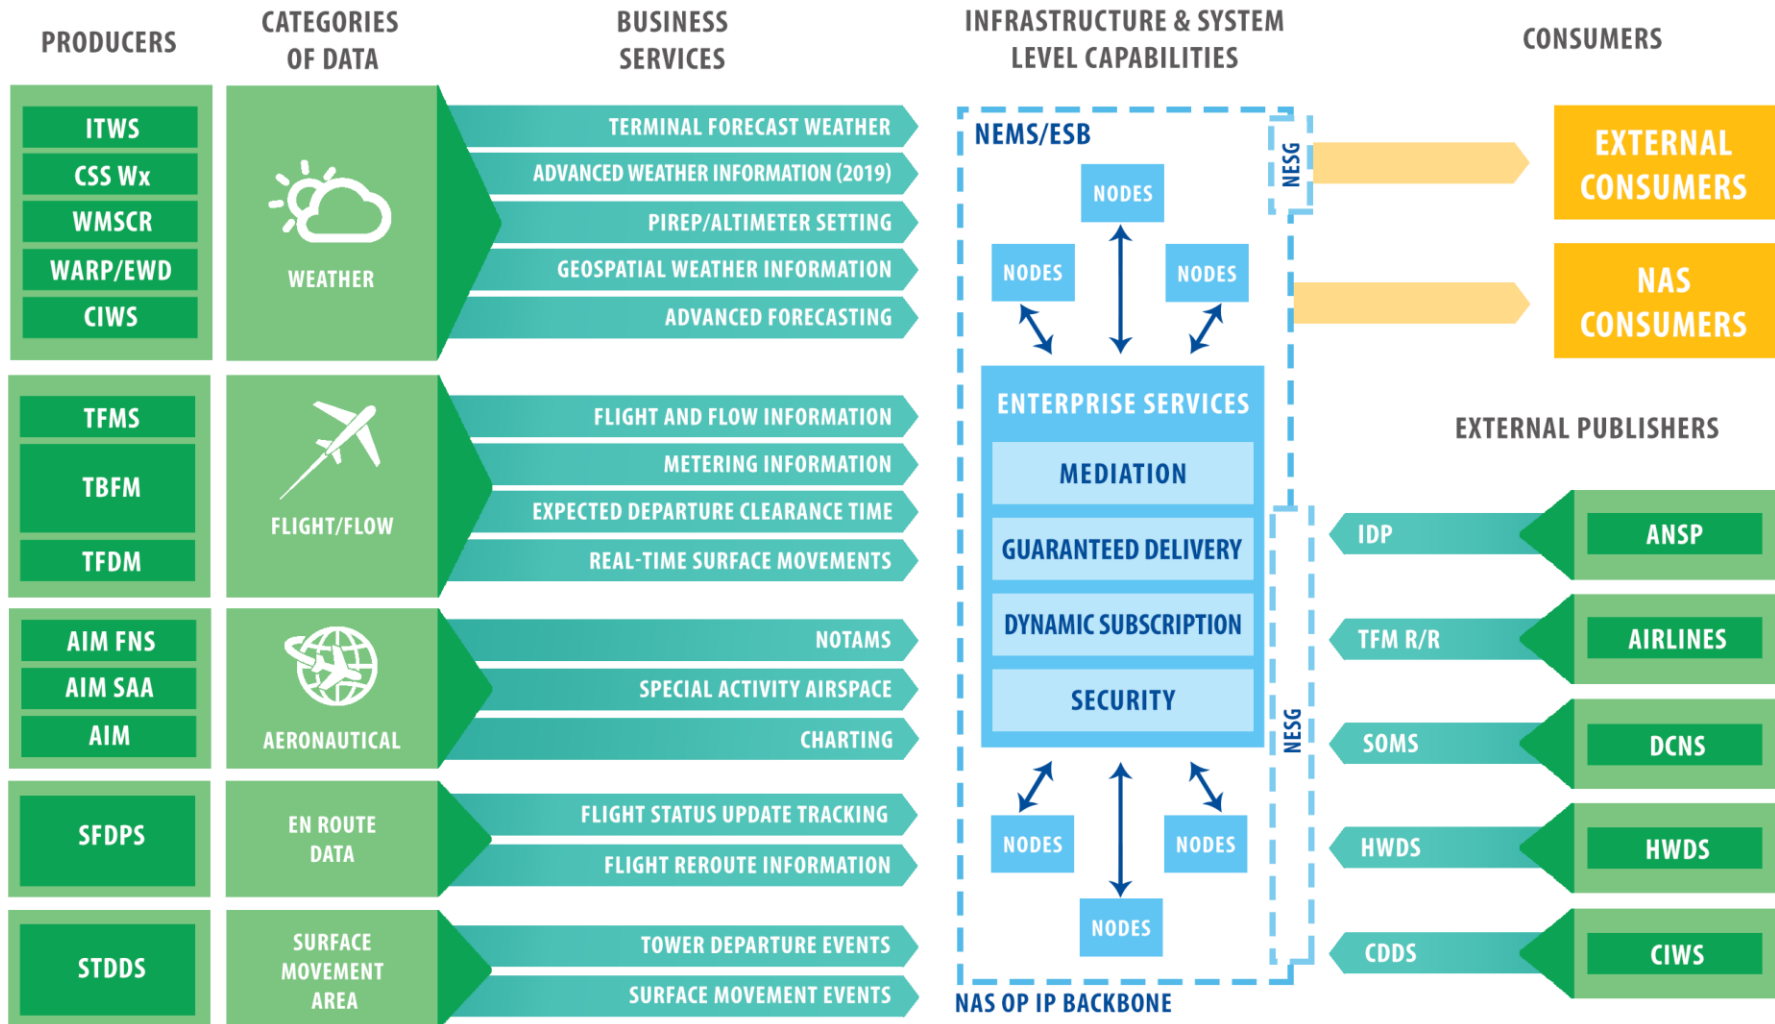 PRODUCERS
CATEGORIES
OF DATA
BUSINESS
SERVICES
INFRASTRUCTURE & SYSTEM
LEVEL CAPABILITIES
CONSUMERS
ITWS
CSS Wx
WMSCR
WARP/EWD
CIWS
WEATHER
TERMINAL FORECAST WEATHER
ADVANCED WEATHER INFORMATION (2019)
PIREP/ALTIMETER SETTING
GEOSPATIAL WEATHER INFORMATION
ADVANCED FORECASTING
TFMS
TBFM
TFDM
FLIGHT/FLOW
FLIGHT AND FLOW INFORMATION
METERING INFORMATION
EXPECTED DEPARTURE CLEARANCE TIME
REAL-TIME SURFACE MOVEMENTS
AIM FNS
AIM SAA
AIM
AERONAUTICAL
NOTAMS
SPECIAL ACTIVITY AIRSPACE
CHARTING
SFDPS
EN ROUTE
DATA
FLIGHT STATUS UPDATE TRACKING
FLIGHT REROUTE INFORMATION
STDDS
SURFACE
MOVEMENT
AREA
TOWER DEPARTURE EVENTS
SURFACE MOVEMENT EVENTS
NEMS/ESB
NESG
NODES
NODES
NODES
ENTERPRISE SERVICES
MEDIATION
GUARANTEED DELIVERY
DYNAMIC SUBSCRIPTION
SECURITY
NESG
NODES
NODES
NODES
NAS OP IP BACKBONE
EXTERNAL
CONSUMERS
NAS
CONSUMERS
EXTERNAL PUBLISHERS
IDP
ANSP
TFM R/R
AIRLINES
SOMS
DCNS
HWDS
HWDS
CDDS
CIWS